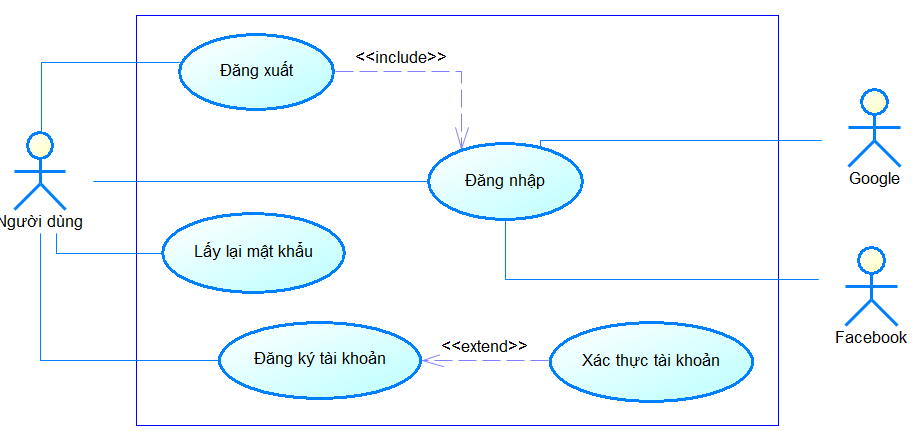 Đăng xuất
<<include>>
Đăng nhập
Google
Người dùng
Lấy lại mật khẩu
Facebook
Đăng ký tài khoản
<<extend>>
Xác thực tài khoản